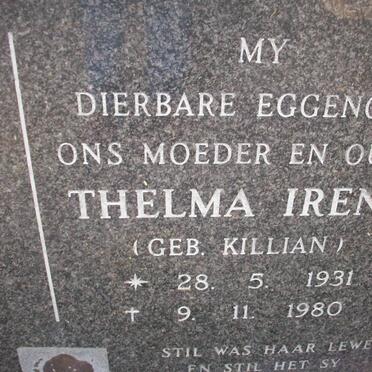 MY
DIERBARE EGGENO
ONS MOEDER EN OU
THELMA IREN
(GEB. KILLIAN)
* 28. 5. 1931
† 9. 11. 1980
STIL WAS HAAR LEWE
EN STIL HET SY